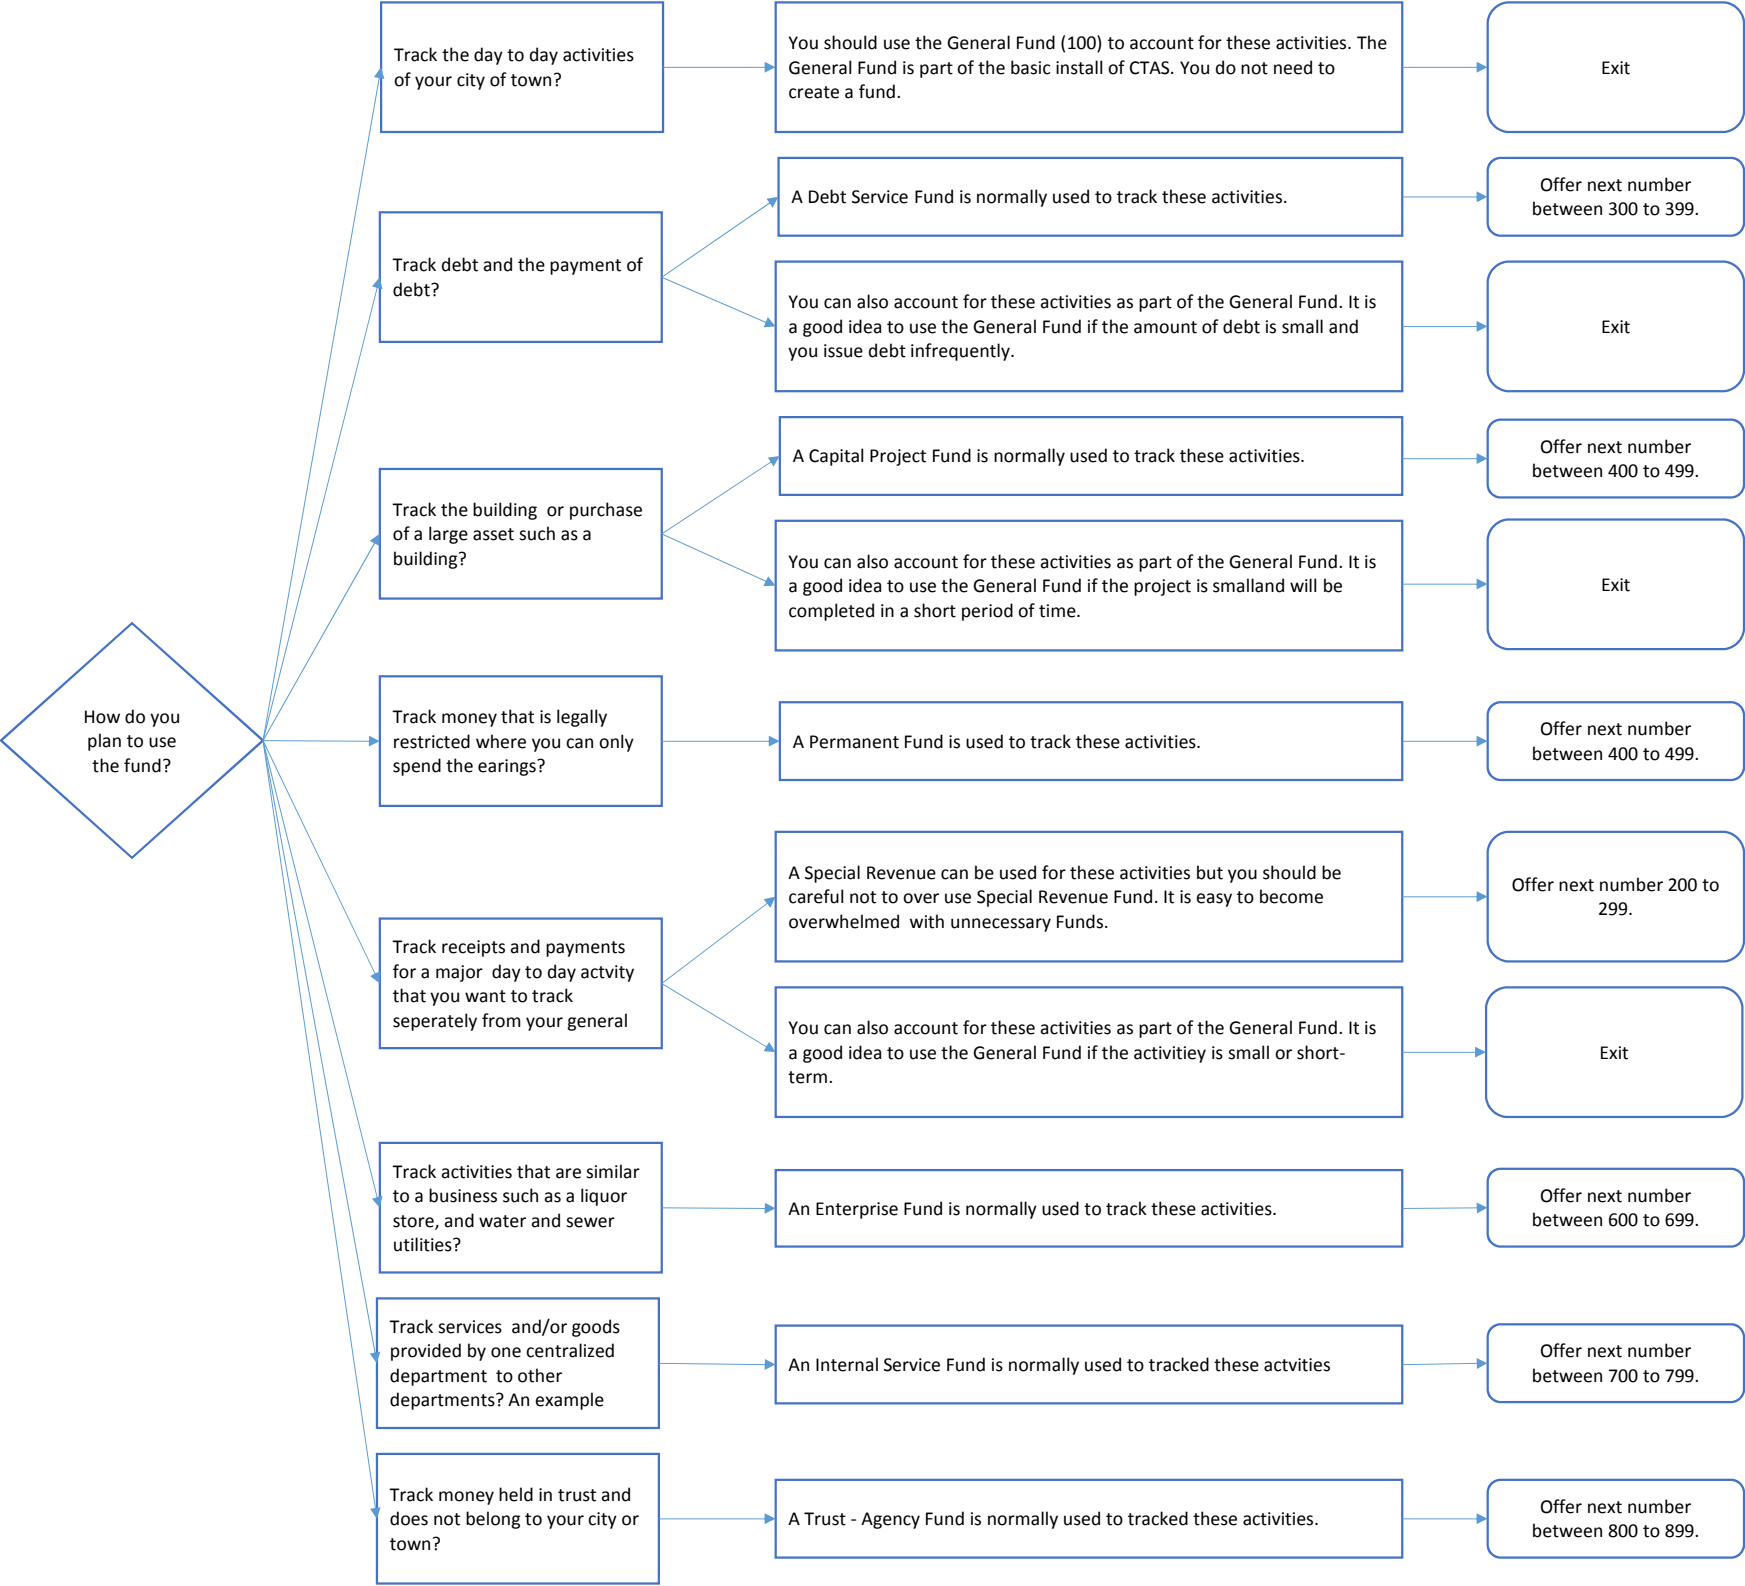 Track the day to day activities
of your city of town?
You should use the General Fund (100) to account for these activities. The
General Fund is part of the basic install of CTAS. You do not need to
create a fund.
Exit
A Debt Service Fund is normally used to track these activities.
Offer next number
between 300 to 399.
Track debt and the payment of
debt?
You can also account for these activities as part of the General Fund. It is
a good idea to use the General Fund if the amount of debt is small and
you issue debt infrequently.
Exit
A Capital Project Fund is normally used to track these activities.
Offer next number
between 400 to 499.
Track the building  or purchase
of a large asset such as a
building?
You can also account for these activities as part of the General Fund. It is
a good idea to use the General Fund if the project is smalland will be
completed in a short period of time.
Exit
How do you
plan to use
the fund?
Track money that is legally
restricted where you can only
spend the earings?
A Permanent Fund is used to track these activities.
Offer next number
between 400 to 499.
A Special Revenue can be used for these activities but you should be
careful not to over use Special Revenue Fund. It is easy to become
overwhelmed  with unnecessary Funds.
Offer next number 200 to
299.
Track receipts and payments
for a major  day to day actvity
that you want to track
seperately from your general
You can also account for these activities as part of the General Fund. It is
a good idea to use the General Fund if the activitiey is small or short-
term.
Exit
Track activities that are similar
to a business such as a liquor
store, and water and sewer
utilities?
An Enterprise Fund is normally used to track these activities.
Offer next number
between 600 to 699.
Track services  and/or goods
provided by one centralized
department  to other
departments? An example
An Internal Service Fund is normally used to tracked these actvities
Offer next number
between 700 to 799.
Track money held in trust and
does not belong to your city or
town?
A Trust - Agency Fund is normally used to tracked these activities.
Offer next number
between 800 to 899.